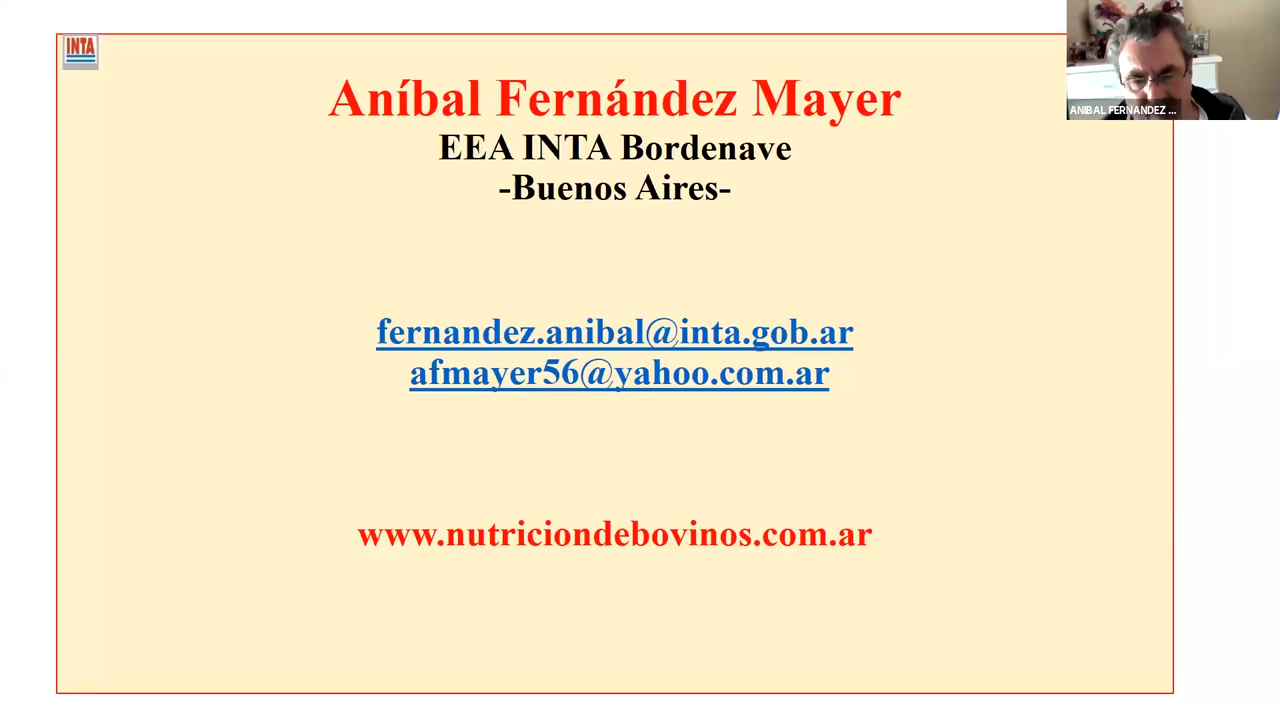 INTA
Aníbal Fernández Mayer
EEA INTA Bordenave
-Buenos Aires-
fernandez.anibal@inta.gob.ar
afmayer56@yahoo.com.ar
www.nutriciondebovinos.com.ar
ANIBAL FERNANDEZ ...